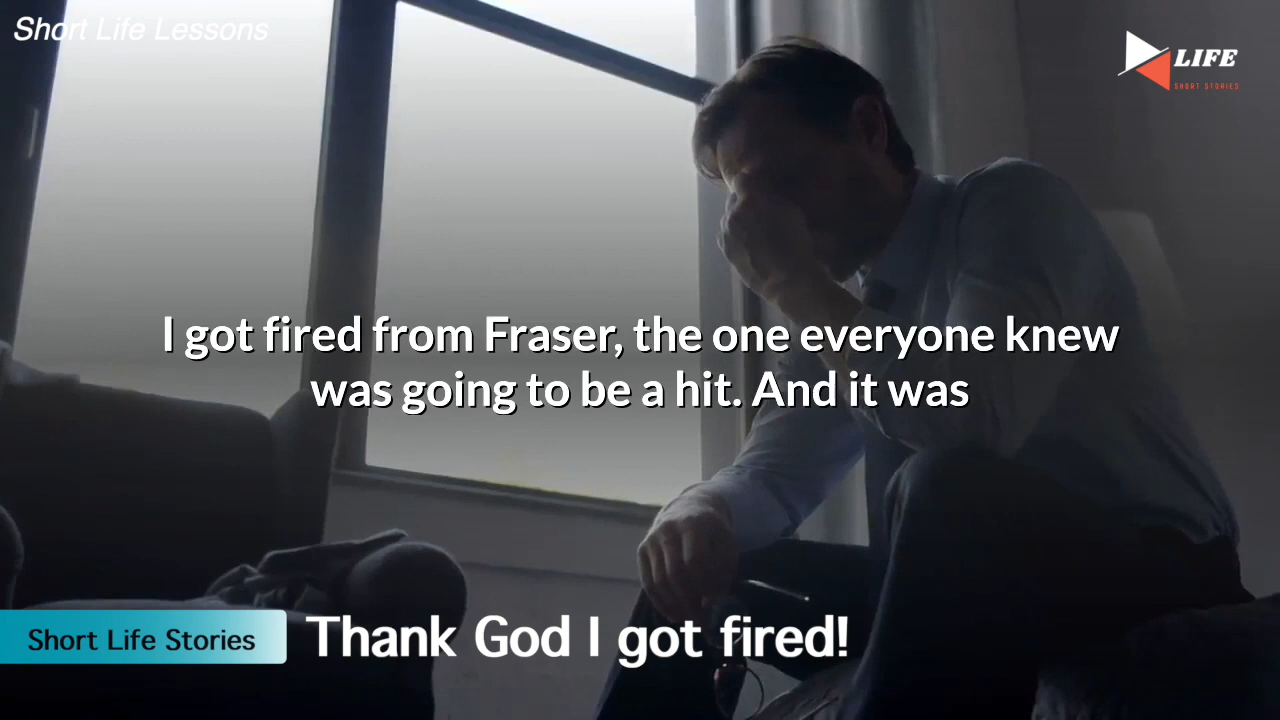 Short Life Lessons
LIFE
SHORT STORIES
I got fired from Fraser, the one everyone knew
was going to be a hit. And it was
Short Life Stories
Thank God I got fired!